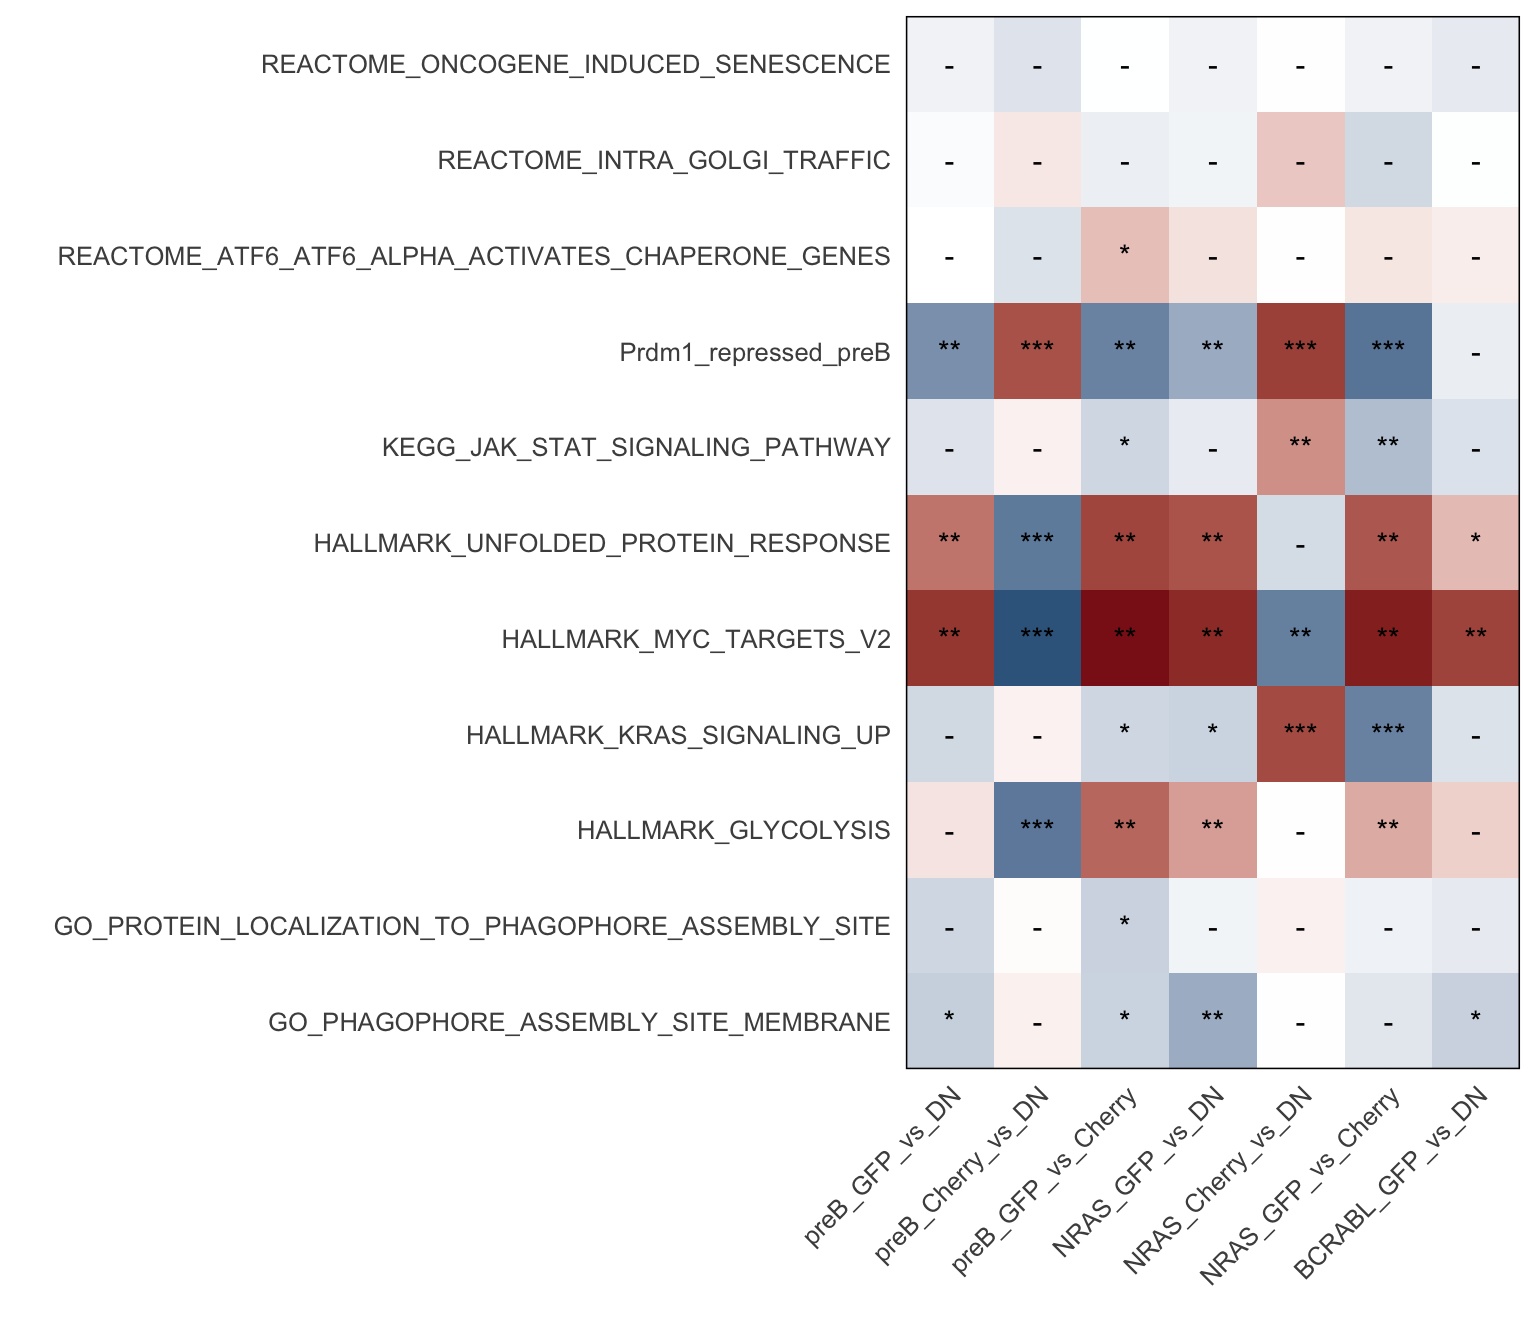 REACTOME_ONCOGENE_INDUCED_SENESCENCE - - - - - - -
REACTOME_INTRA_GOLGI_TRAFFIC - - - - - - -
REACTOME_ATF6_ATF6_ALPHA_ACTIVATES_CHAPERONE_GENES - - * - - - -
Prdm1_repressed_preB ** *** ** ** *** *** -
KEGG_JAK_STAT_SIGNALING_PATHWAY - - * - ** ** -
HALLMARK_UNFOLDED_PROTEIN_RESPONSE ** *** ** ** - ** *
HALLMARK_MYC_TARGETS_V2 ** *** ** ** ** ** **
HALLMARK_KRAS_SIGNALING_UP - - * * *** *** -
HALLMARK_GLYCOLYSIS - *** ** ** - ** -
GO_PROTEIN_LOCALIZATION_TO_PHAGOPHORE_ASSEMBLY_SITE - - * - - - -
GO_PHAGOPHORE_ASSEMBLY_SITE_MEMBRANE * - * ** - - *
preB_GFP_vs_DN
preB_Cherry_vs_DN
preB_GFP_vs_Cherry
NRAS_GFP_vs_DN
NRAS_Cherry_vs_DN
NRAS_GFP_vs_Cherry
BCRABL_GFP_vs_DN